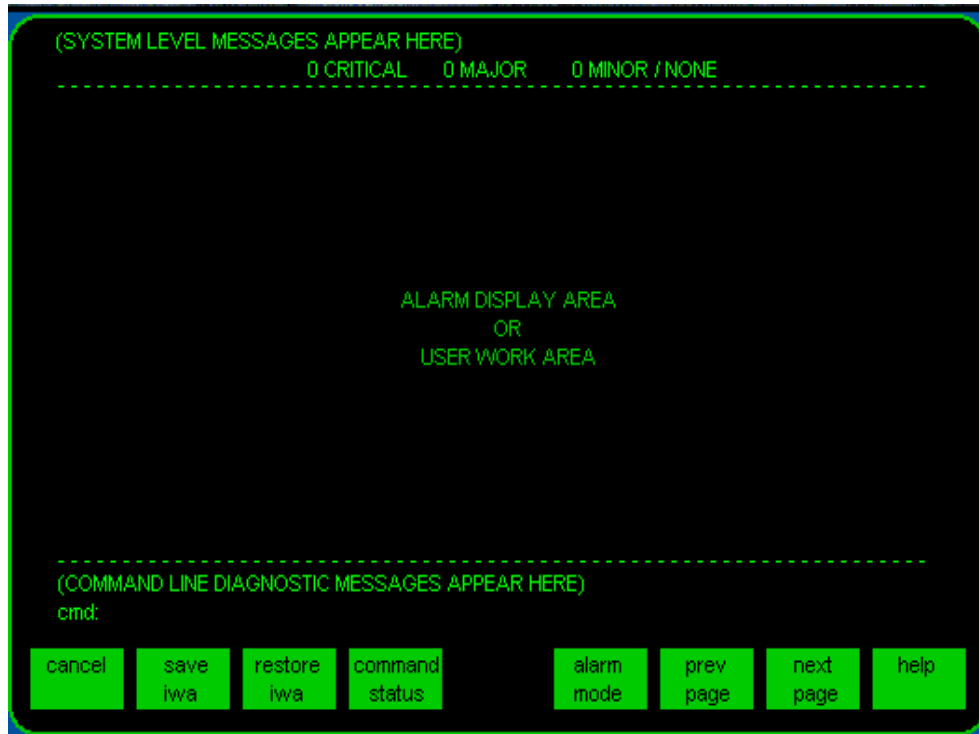 (SYSTEM LEVEL MESSAGES APPEAR HERE)
0 CRITICAL 0 MAJOR 0 MINOR / NONE
ALARM DISPLAY AREA
OR
USER WORK AREA
(COMMAND LINE DIAGNOSTIC MESSAGES APPEAR HERE)
cmd:
cancel save restore command alarm prev next help
iwa iwa status mode page page